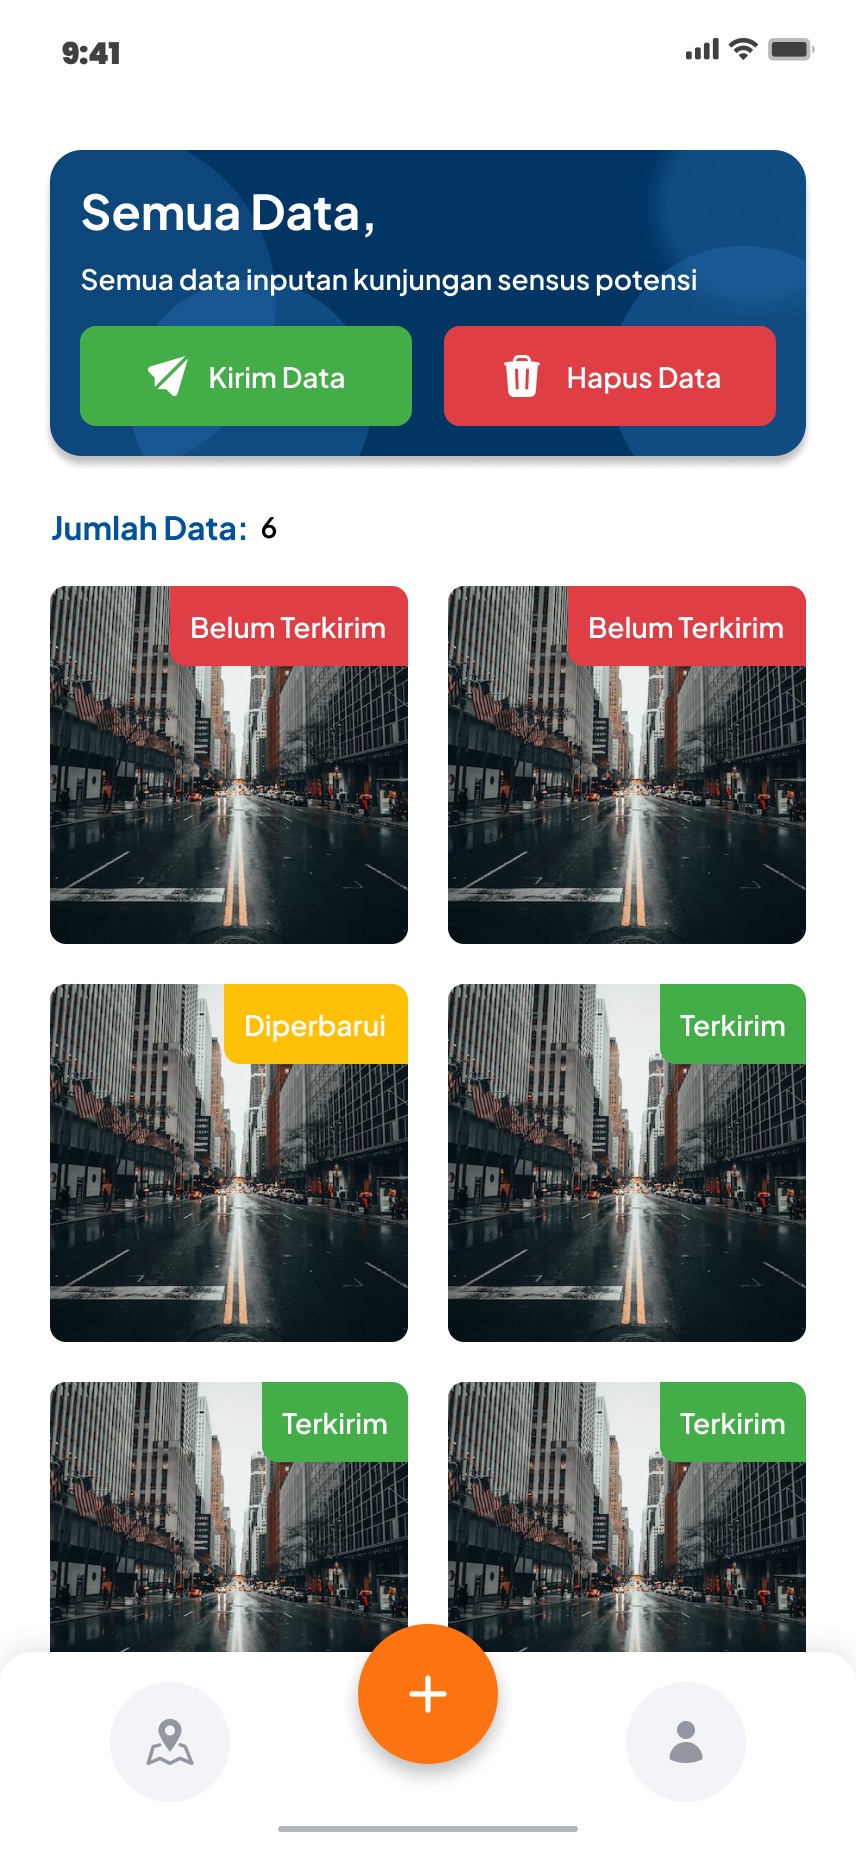 9:41
Semua Data,
Semua data inputan kunjungan sensus potensi
Kirim Data
Hapus Data
Jumlah Data: 6
Belum Terkirim
Belum Terkirim
Diperbarui
Terkirim
Terkirim
Terkirim